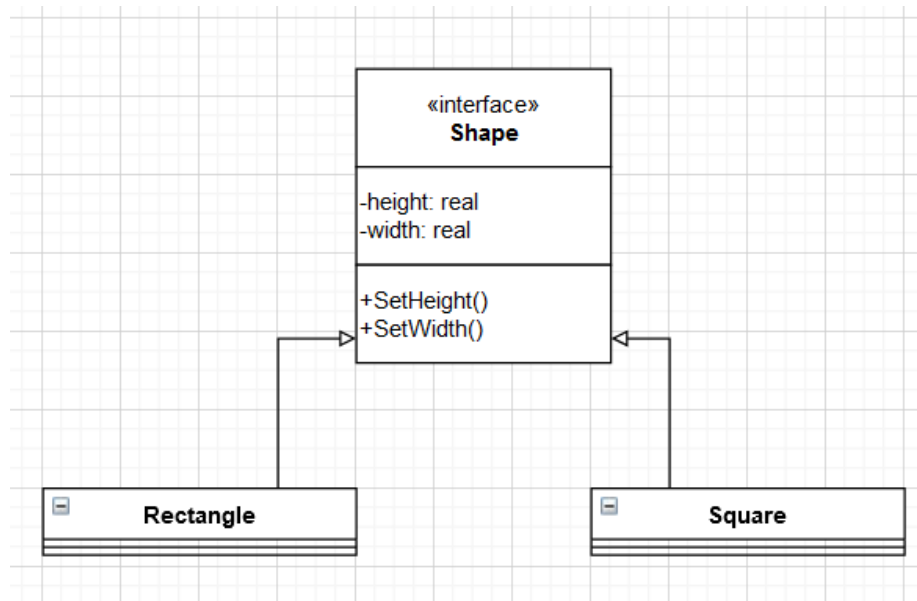 «interface»
Shape
-height: real
-width: real
+SetHeight()
+SetWidth()
Rectangle
Square